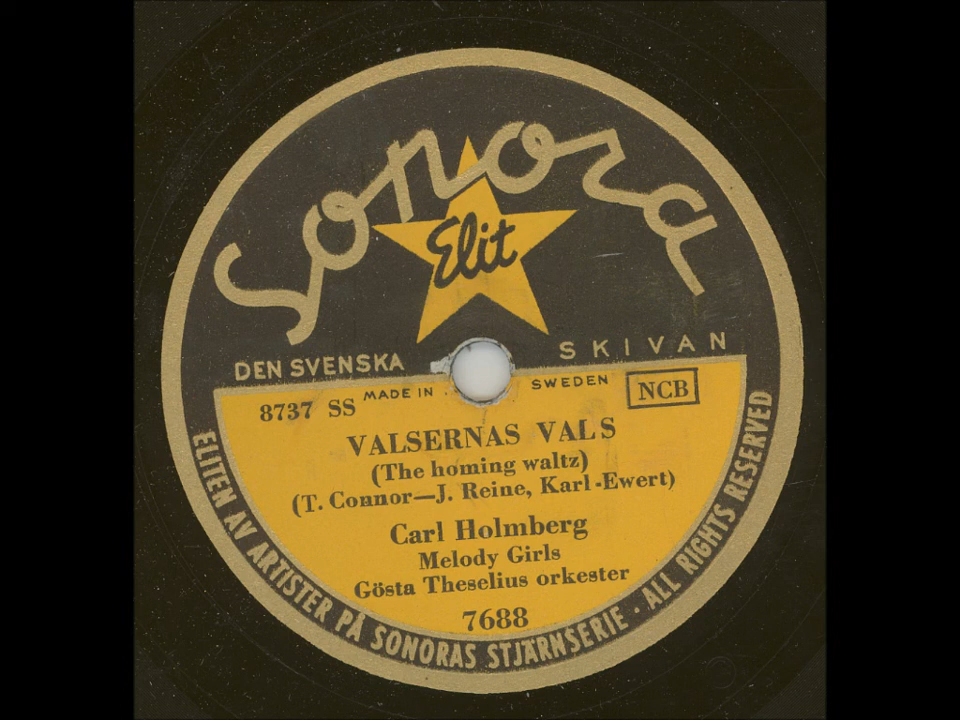 Sonora
Elit
DEN SVENSKA SKIVAN
MADE IN SWEDEN
8737 SS
NCB
VALSERNAS VALS
(The homing waltz)
(T. Connor—J. Reine, Karl-Ewert)
Carl Holmberg
Melody Girls
Gösta Theselius orkester
7688
ELITEN AV ARTISTER PÅ SONORAS STJÄRNSERIE · ALL RIGHTS RESERVED